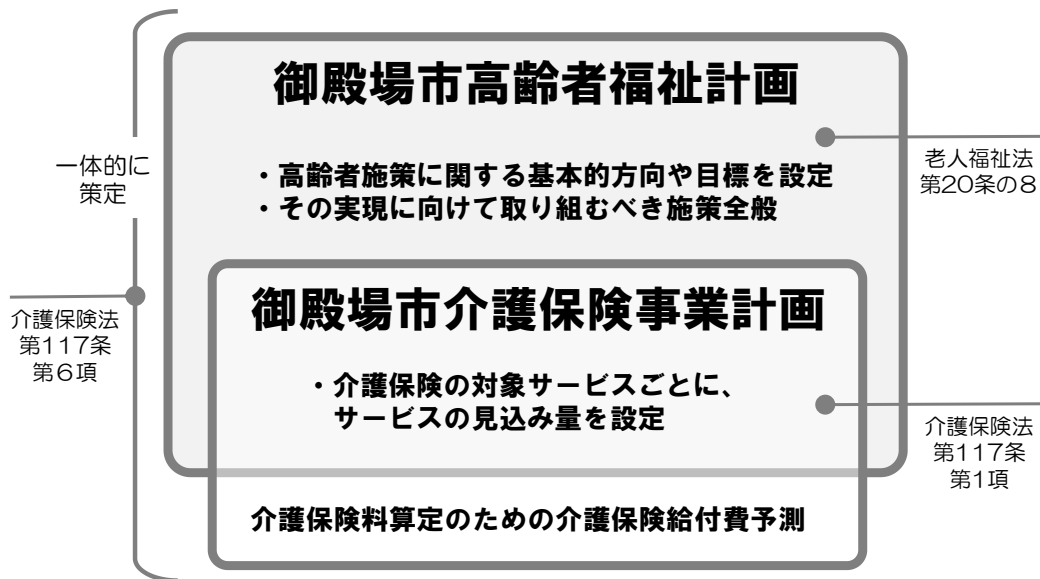 御殿場市高齢者福祉計画
・高齢者施策に関する基本的方向や目標を設定
・その実現に向けて取り組むべき施策全般
一体的に
策定
老人福祉法
第20条の8
御殿場市介護保険事業計画
・介護保険の対象サービスごとに、
サービスの見込み量を設定
介護保険法
第117条
第6項
介護保険法
第117条
第1項
介護保険料算定のための介護保険給付費予測